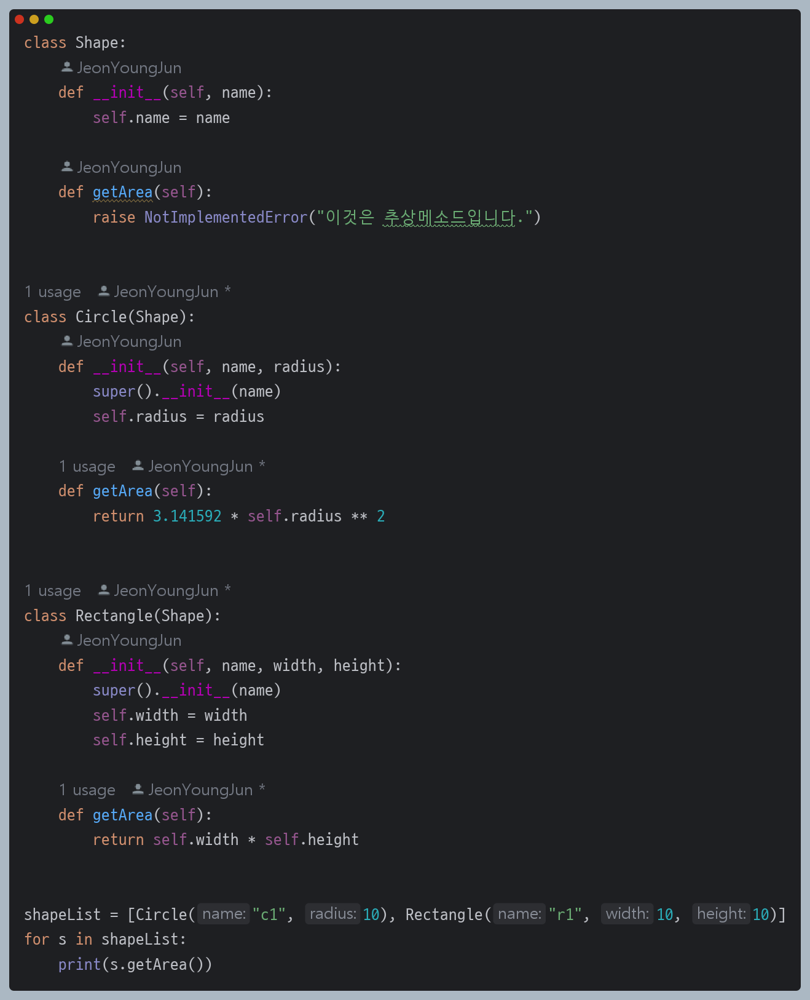 class Shape:
JeonYoungJun
def __init__(self, name):
self.name = name
JeonYoungJun
def getArea(self):
raise NotImplementedError("이것은 추상메소드입니다.")
1 usage JeonYoungJun *
class Circle(Shape):
JeonYoungJun
def __init__(self, name, radius):
super().__init__(name)
self.radius = radius
1 usage JeonYoungJun *
def getArea(self):
return 3.141592 * self.radius ** 2
1 usage JeonYoungJun *
class Rectangle(Shape):
JeonYoungJun
def __init__(self, name, width, height):
super().__init__(name)
self.width = width
self.height = height
1 usage JeonYoungJun *
def getArea(self):
return self.width * self.height
shapeList = [Circle( name: "c1", radius: 10), Rectangle( name: "r1", width: 10, height: 10)]
for s in shapeList:
print(s.getArea())